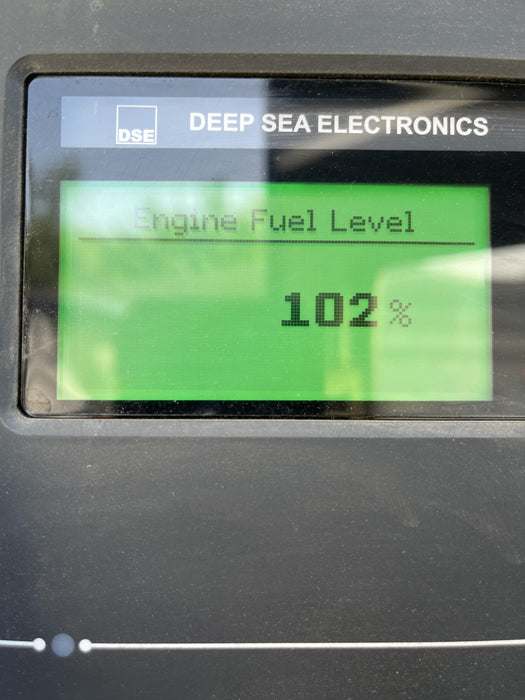 DSE DEEP SEA ELECTRONICS
Engine Fuel Level
102 %